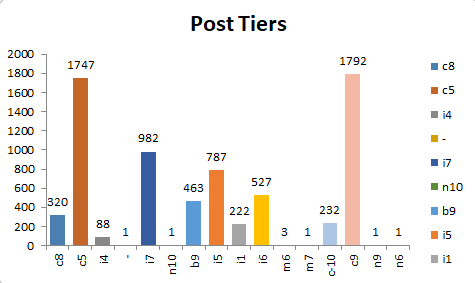 Post Tiers
2000
1800
1600
1400
1200
1000
800
600
400
200
0
320
1747
88
1
982
1
463
787
222
527
3
1
232
1792
1
1
c8
c5
i4
-
i7
n10
b9
i5
i1
i6
m6
m7
c-10
c9
n9
n6
c8
c5
i4
-
i7
n10
b9
i5
i1